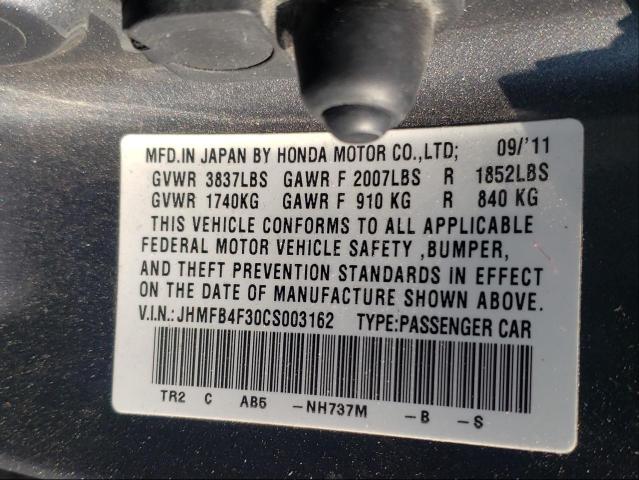 MFD.IN JAPAN BY HONDA MOTOR CO.,LTD; 09/'11
GVWR 3837LBS GAWR F 2007LBS R 1852LBS
GVWR 1740KG GAWR F 910 KG R 840 KG
THIS VEHICLE CONFORMS TO ALL APPLICABLE
FEDERAL MOTOR VEHICLE SAFETY ,BUMPER,
AND THEFT PREVENTION STANDARDS IN EFFECT
ON THE DATE OF MANUFACTURE SHOWN ABOVE.
V.I.N.:JHMFB4F30CS003162 TYPE:PASSENGER CAR
TR2 C AB5 -NH737M -B -S